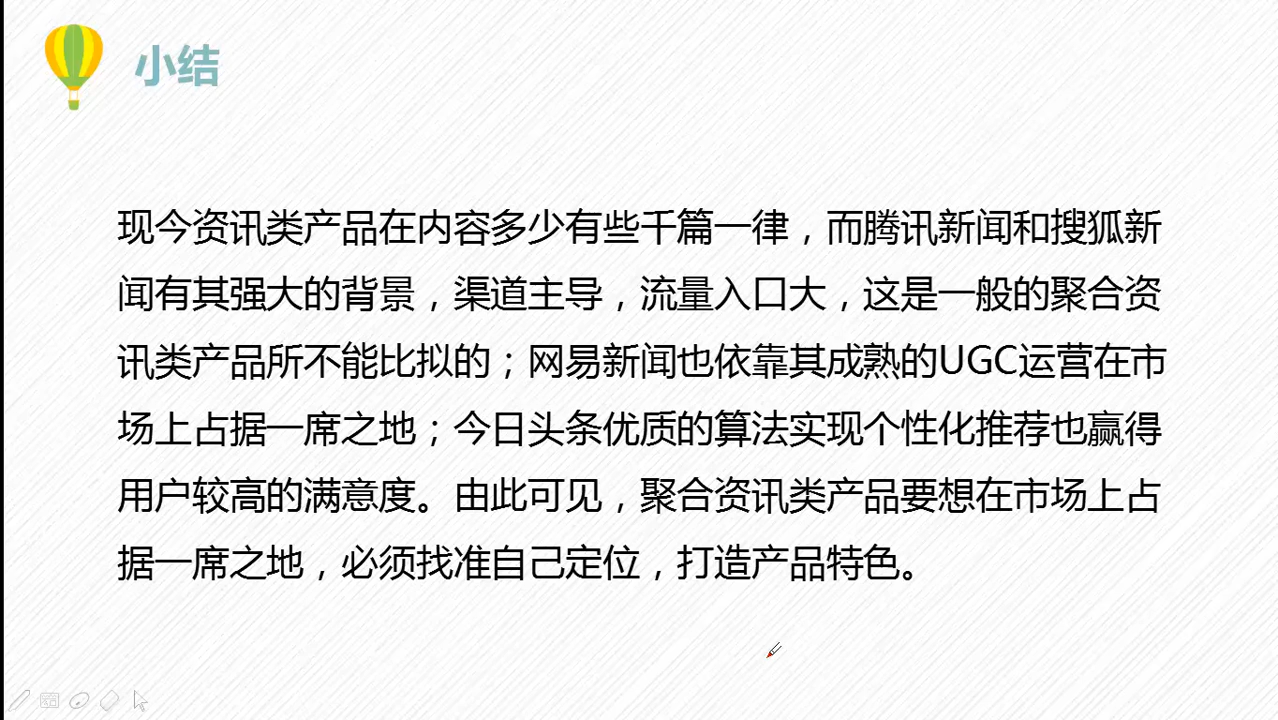 小结
现今资讯类产品在内容多少有些千篇一律，而腾讯新闻和搜狐新
闻有其强大的背景，渠道主导，流量入口大，这是一般的聚合资
讯类产品所不能比拟的；网易新闻也依靠其成熟的UGC运营在市
场上占据一席之地；今日头条优质的算法实现个性化推荐也赢得
用户较高的满意度。由此可见，聚合资讯类产品要想在市场上占
据一席之地，必须找准自己定位，打造产品特色。